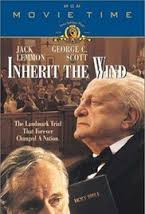 MGM
MOVIE TIME
JACK LEMMON
GEORGE C. SCOTT
INHERIT THE WIND
The Landmark Trial
That Forever
Changed A Nation
HOLY BIBLE